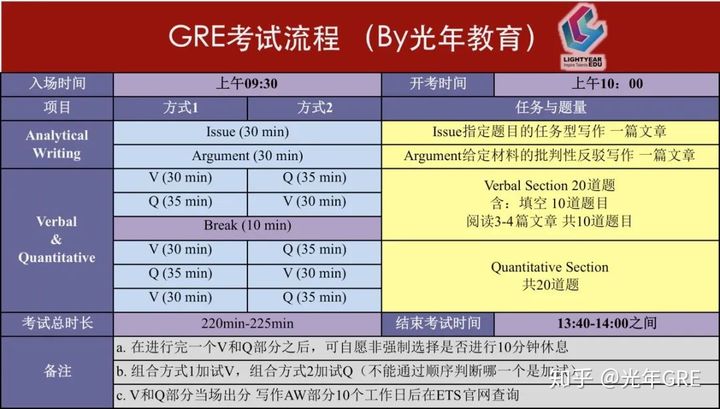 GRE考试流程 （By光年教育）
LIGHTYEAR
EDU
入场时间 上午09:30 开考时间 上午10：00
项目 方式1 方式2 任务与题量
Analytical
Writing
Issue (30 min) Issue指定题目的任务型写作 一篇文章
Argument (30 min) Argument给定材料的批判性反驳写作 一篇文章
Verbal
&
Quantitative
V (30 min) Q (35 min)
Q (35 min) V (30 min)
Break (10 min)
V (30 min) Q (35 min)
Q (35 min) V (30 min)
V (30 min) Q (35 min)
Verbal Section 20道题
含：填空 10道题目
阅读3-4篇文章 共10道题目
Quantitative Section
共20道题
考试总时长 220min-225min 结束考试时间 13:40-14:00之间
备注
a. 在进行完一个V和Q部分之后，可自愿非强制选择是否进行10分钟休息
b. 组合方式1加试V，组合方式2加试Q（不能通过顺序判断哪一个是加试）
c. V和Q部分当场出分 写作AW部分10个工作日后在ETS官网查询
知乎 @光年GRE